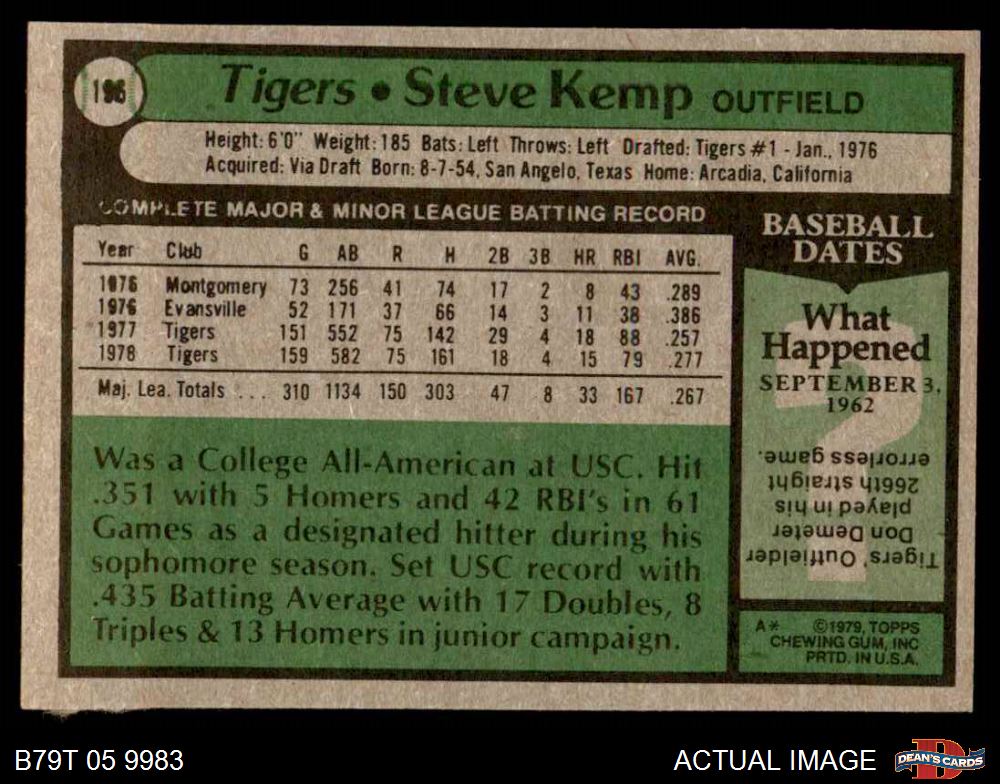 196
Tigers • Steve Kemp OUTFIELD
Height: 6'0" Weight: 185 Bats: Left Throws: Left Drafted: Tigers #1 - Jan., 1976
Acquired: Via Draft Born: 8-7-54, San Angelo, Texas Home: Arcadia, California
COMPLETE MAJOR & MINOR LEAGUE BATTING RECORD
Year Club G AB R H 2B 3B HR RBI AVG.
1976 Montgomery 73 256 41 74 17 2 8 43 .289
1976 Evansville 52 171 37 66 14 3 11 38 .386
1977 Tigers 151 552 75 142 29 4 18 88 .257
1978 Tigers 159 582 75 161 18 4 15 79 .277
Maj. Lea. Totals . . . 310 1134 150 303 47 8 33 167 .267
Was a College All-American at USC. Hit
.351 with 5 Homers and 42 RBI's in 61
Games as a designated hitter during his
sophomore season. Set USC record with
.435 Batting Average with 17 Doubles, 8
Triples & 13 Homers in junior campaign.
BASEBALL
DATES
What
Happened
SEPTEMBER 3,
1962
?
Tigers' Outfielder
Don Demeter
played in his
266th straight
errorless game.
A* ©1979, TOPPS
CHEWING GUM, INC
PRTD. IN U.S.A.
B79T 05 9983
ACTUAL IMAGE
DEAN'S CARDS